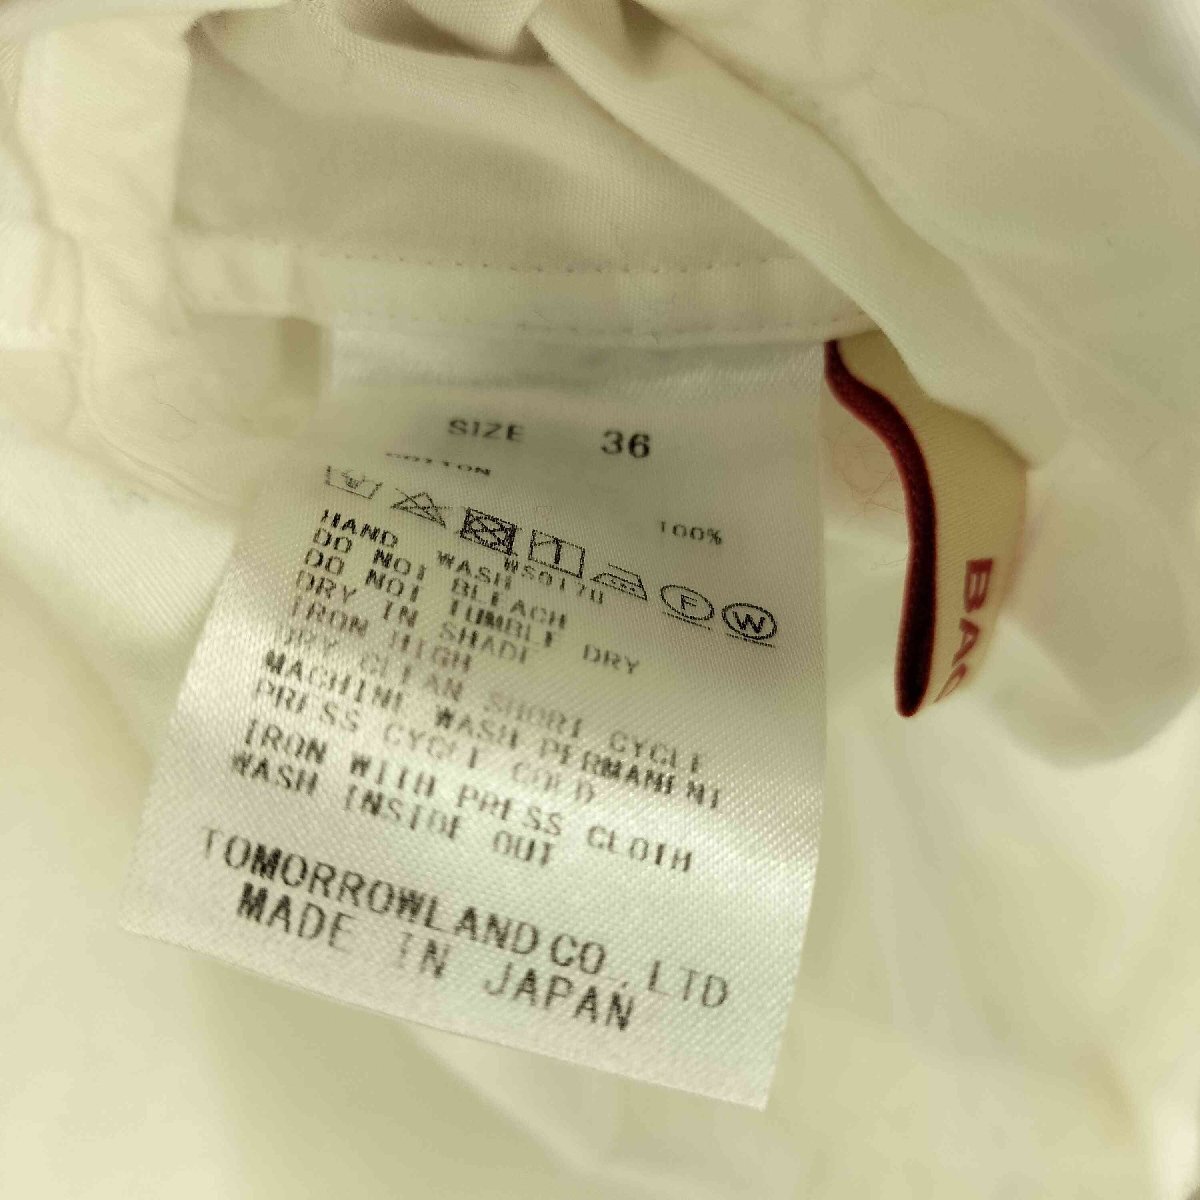 SIZE 36
COTTON 100%
F W
HAND WASH WS0170
DO NOT BLEACH
DO NOT TUMBLE DRY
DRY IN SHADE
IRON HIGH
DRY CLEAN SHORT CYCLE
MACHINE WASH PERMANENT
PRESS CYCLE COLD
IRON WITH PRESS CLOTH
WASH INSIDE OUT
TOMORROWLAND CO., LTD
MADE IN JAPAN